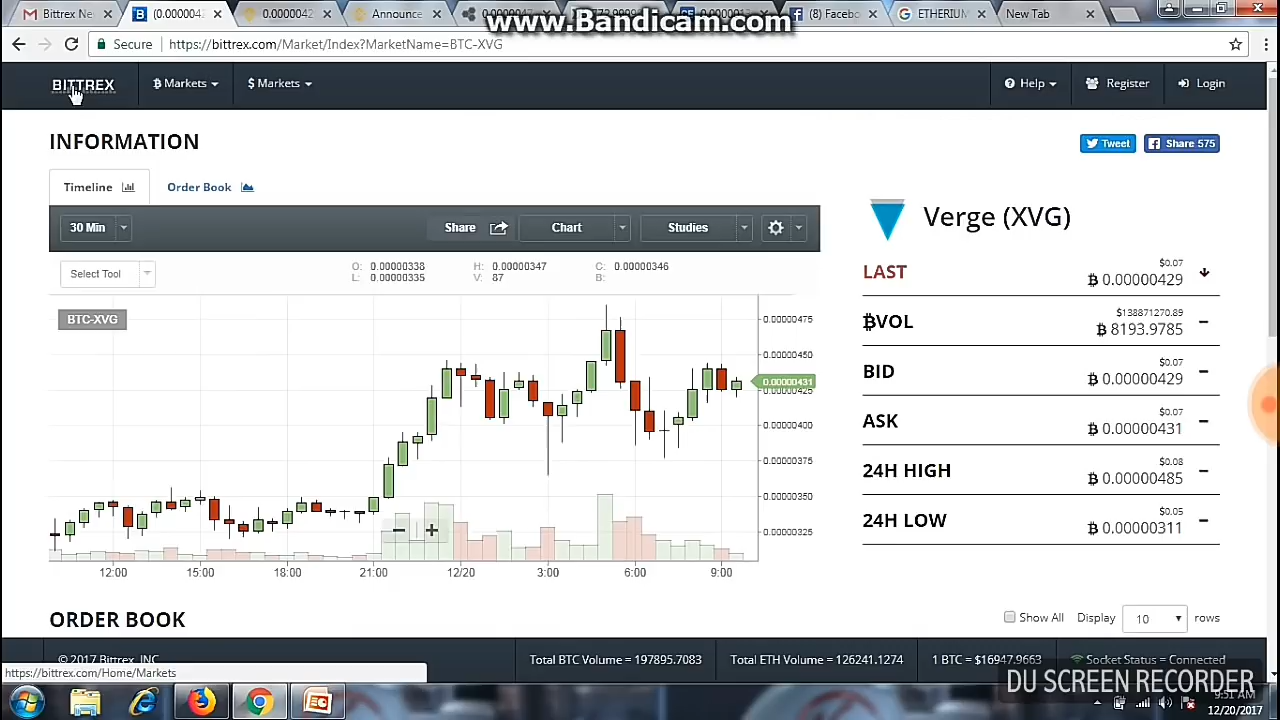 Bittrex Ne
(0.000042
0.0000042
Announce
(8) Facebo
ETHERIUM
New Tab
www.Bandicam.com
Secure
https://bittrex.com/Market/Index?MarketName=BTC-XVG
BITTREX
Markets
$ Markets
Help
Register
Login
INFORMATION
Tweet
Share 575
Timeline
Order Book
30 Min
Share
Chart
Studies
Verge (XVG)
Select Tool
O: 0.00000338 H: 0.00000347 C: 0.00000346
L: 0.00000335 V: 87 B:
LAST
$0.07
0.00000429
BTC-XVG
0.00000475
0.00000450
0.00000431
0.00000425
0.00000400
0.00000375
0.00000350
0.00000325
₿VOL
$138871270.89
₿ 8193.9785
BID
$0.07
₿ 0.00000429
ASK
$0.07
₿ 0.00000431
24H HIGH
$0.08
₿ 0.00000485
24H LOW
$0.05
₿ 0.00000311
12:00 15:00 18:00 21:00 12/20 3:00 6:00 9:00
ORDER BOOK
Show All Display 10 rows
© 2017 Bittrex, INC
Total BTC Volume = 197895.7083
Total ETH Volume = 126241.1274
1 BTC = $16947.9663
Socket Status = Connected
https://bittrex.com/Home/Markets
DU SCREEN RECORDER
9:51 AM
12/20/2017